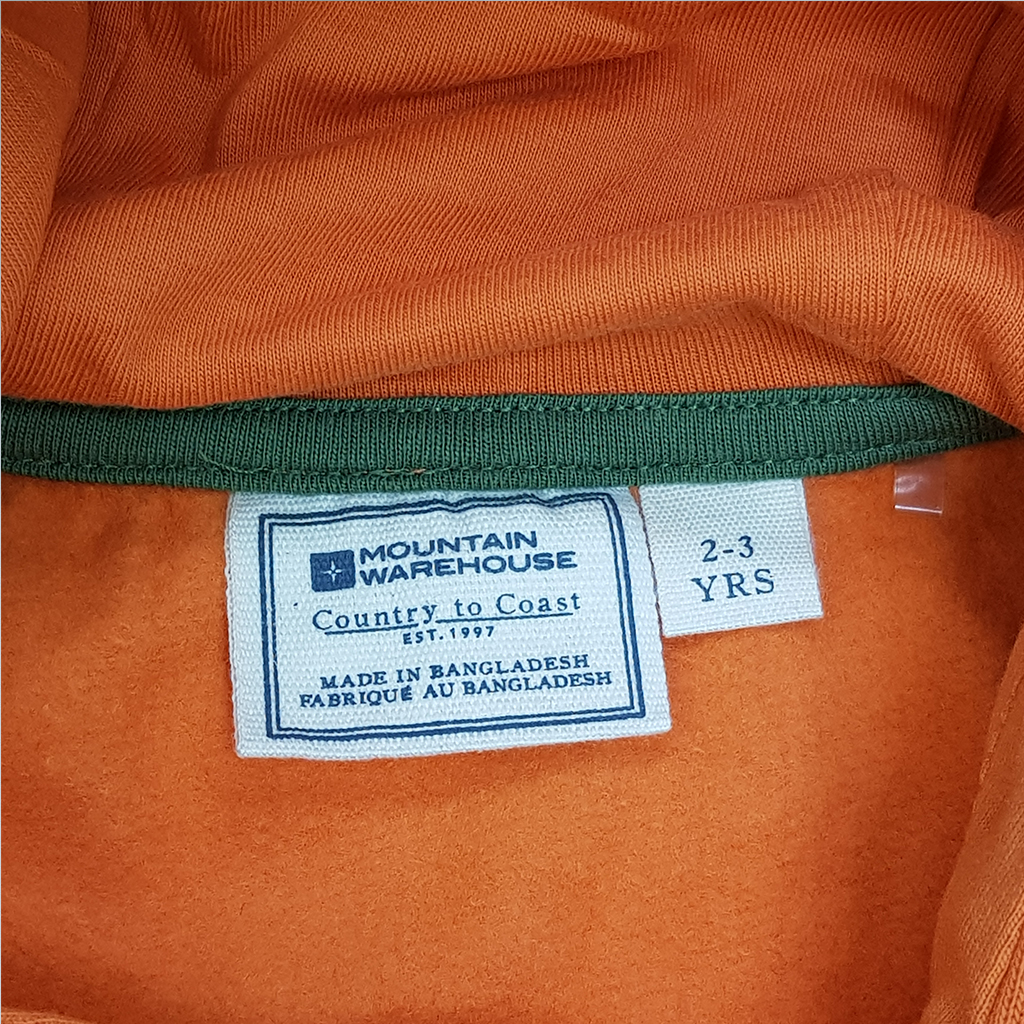 MOUNTAIN
WAREHOUSE
Country to Coast
EST. 1997
MADE IN BANGLADESH
FABRIQUÉ AU BANGLADESH
2-3
YRS